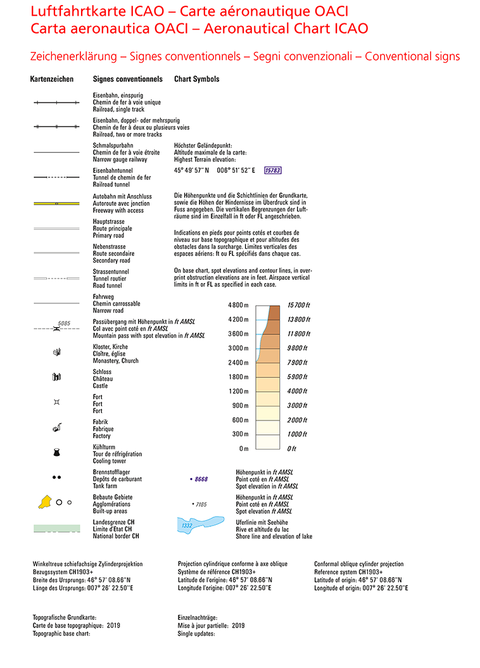 Luftfahrtkarte ICAO – Carte aéronautique OACI
Carta aeronautica OACI – Aeronautical Chart ICAO
Zeichenerklärung – Signes conventionnels – Segni convenzionali – Conventional signs
Kartenzeichen
Signes conventionnels
Chart Symbols
Eisenbahn, einspurig
Chemin de fer à voie unique
Railroad, single track
Eisenbahn, doppel- oder mehrspurig
Chemin de fer à deux ou plusieurs voies
Railroad, two or more tracks
Schmalspurbahn
Chemin de fer à voie étroite
Narrow gauge railway
Höchster Geländepunkt:
Altitude maximale de la carte:
Highest Terrain elevation:
Eisenbahntunnel
Tunnel de chemin de fer
Railroad tunnel
45° 49' 57" N 006° 51' 52" E 15783
Autobahn mit Anschluss
Autoroute avec jonction
Freeway with access
Die Höhenpunkte und die Schichtlinien der Grundkarte,
sowie die Höhen der Hindernisse im Überdruck sind in
Fuss angegeben. Die vertikalen Begrenzungen der Luft-
räume sind im Einzelfall in ft oder FL angeschrieben.
Hauptstrasse
Route principale
Primary road
Indications en pieds pour points cotés et courbes de
niveau sur base topographique et pour altitudes des
obstacles dans la surcharge. Limites verticales des
espaces aériens: ft ou FL spécifiés dans chaque cas.
Nebenstrasse
Route secondaire
Secondary road
Strassentunnel
Tunnel routier
Road tunnel
On base chart, spot elevations and contour lines, in over-
print obstruction elevations are in feet. Airspace vertical
limits in ft or FL as specified in each case.
Fahrweg
Chemin carrossable
Narrow road
5085
Passübergang mit Höhenpunkt in ft AMSL
Col avec point coté en ft AMSL
Mountain pass with spot elevation in ft AMSL
Kloster, Kirche
Cloître, église
Monastery, Church
Schloss
Château
Castle
Fort
Fort
Fort
Fabrik
Fabrique
Factory
Kühlturm
Tour de réfrigération
Cooling tower
4800 m 15700 ft
4200 m 13800 ft
3600 m 11800 ft
3000 m 9800 ft
2400 m 7900 ft
1800 m 5900 ft
1200 m 4000 ft
900 m 3000 ft
600 m 2000 ft
300 m 1000 ft
0 m 0 ft
Brennstofflager
Depôts de carburant
Tank farm
8668
Höhenpunkt in ft AMSL
Point coté en ft AMSL
Spot elevation in ft AMSL
Bebaute Gebiete
Agglomérations
Built-up areas
7185
Höhenpunkt in ft AMSL
Point coté en ft AMSL
Spot elevation in ft AMSL
Landesgrenze CH
Limite d'Etat CH
National border CH
1332
Uferlinie mit Seehöhe
Rive et altitude du lac
Shore line and elevation of lake
Winkeltreue schiefachsige Zylinderprojektion
Bezugssystem CH1903+
Breite des Ursprungs: 46° 57' 08.66"N
Länge des Ursprungs: 007° 26' 22.50"E
Projection cylindrique conforme à axe oblique
Système de référence CH1903+
Latitude de l'origine: 46° 57' 08.66"N
Longitude l'origine: 007° 26' 22.50"E
Conformal oblique cylinder projection
Reference system CH1903+
Latitude of origin: 46° 57' 08.66"N
Longitude of origin: 007° 26' 22.50"E
Topografische Grundkarte:
Carte de base topographique: 2019
Topographic base chart:
Einzelnachträge:
Mise à jour partielle: 2019
Single updates: